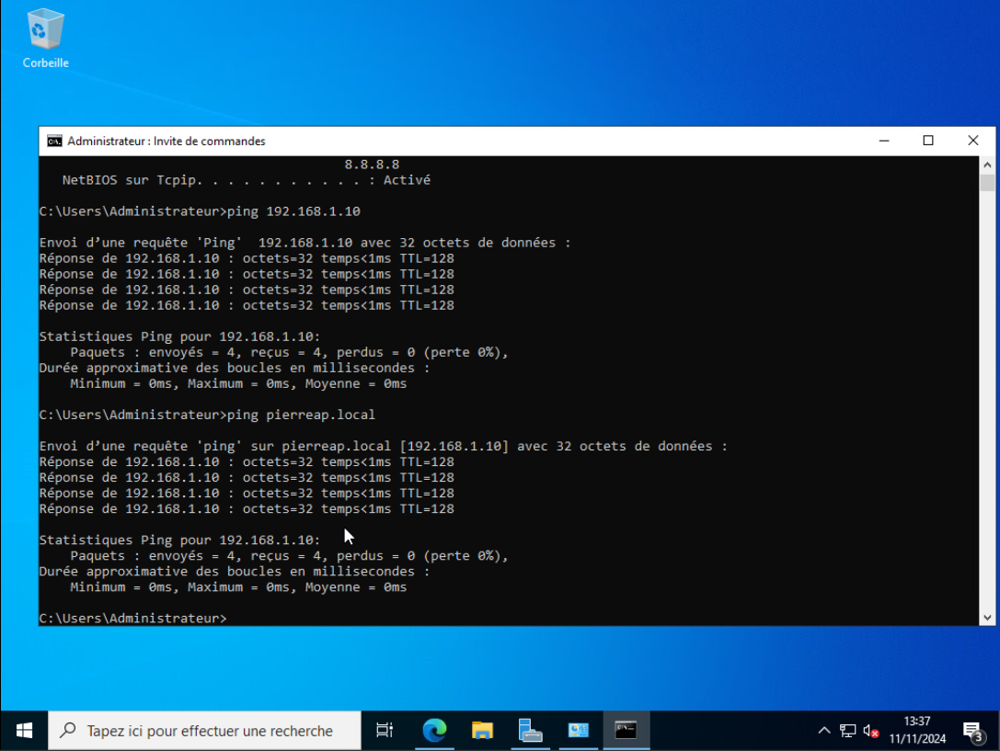 Corbeille
Administrateur : Invite de commandes
8.8.8.8
NetBIOS sur Tcpip. . . . . . . . . . . : Activé
C:\Users\Administrateur>ping 192.168.1.10
Envoi d’une requête 'Ping'  192.168.1.10 avec 32 octets de données :
Réponse de 192.168.1.10 : octets=32 temps<1ms TTL=128
Réponse de 192.168.1.10 : octets=32 temps<1ms TTL=128
Réponse de 192.168.1.10 : octets=32 temps<1ms TTL=128
Réponse de 192.168.1.10 : octets=32 temps<1ms TTL=128
Statistiques Ping pour 192.168.1.10:
Paquets : envoyés = 4, reçus = 4, perdus = 0 (perte 0%),
Durée approximative des boucles en millisecondes :
Minimum = 0ms, Maximum = 0ms, Moyenne = 0ms
C:\Users\Administrateur>ping pierreap.local
Envoi d’une requête 'ping' sur pierreap.local [192.168.1.10] avec 32 octets de données :
Réponse de 192.168.1.10 : octets=32 temps<1ms TTL=128
Réponse de 192.168.1.10 : octets=32 temps<1ms TTL=128
Réponse de 192.168.1.10 : octets=32 temps<1ms TTL=128
Réponse de 192.168.1.10 : octets=32 temps<1ms TTL=128
Statistiques Ping pour 192.168.1.10:
Paquets : envoyés = 4, reçus = 4, perdus = 0 (perte 0%),
Durée approximative des boucles en millisecondes :
Minimum = 0ms, Maximum = 0ms, Moyenne = 0ms
C:\Users\Administrateur>
Tapez ici pour effectuer une recherche
13:37
11/11/2024
3